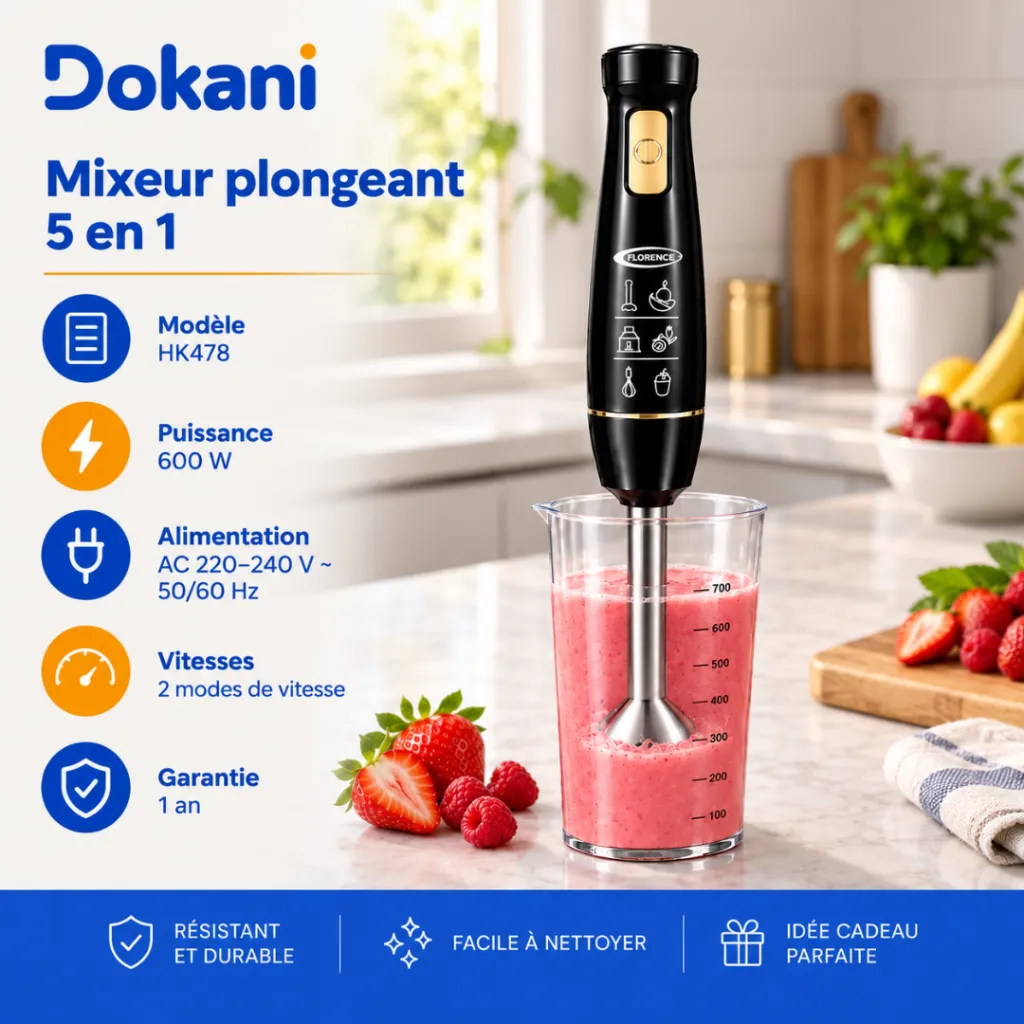 Dokani
Mixeur plongeant
5 en 1
Modèle
HK478
Puissance
600 W
Alimentation
AC 220–240 V ~
50/60 Hz
Vitesses
2 modes de vitesse
Garantie
1 an
FLORENCE
700
600
500
400
300
200
100
RÉSISTANT
ET DURABLE
FACILE À NETTOYER
IDÉE CADEAU
PARFAITE